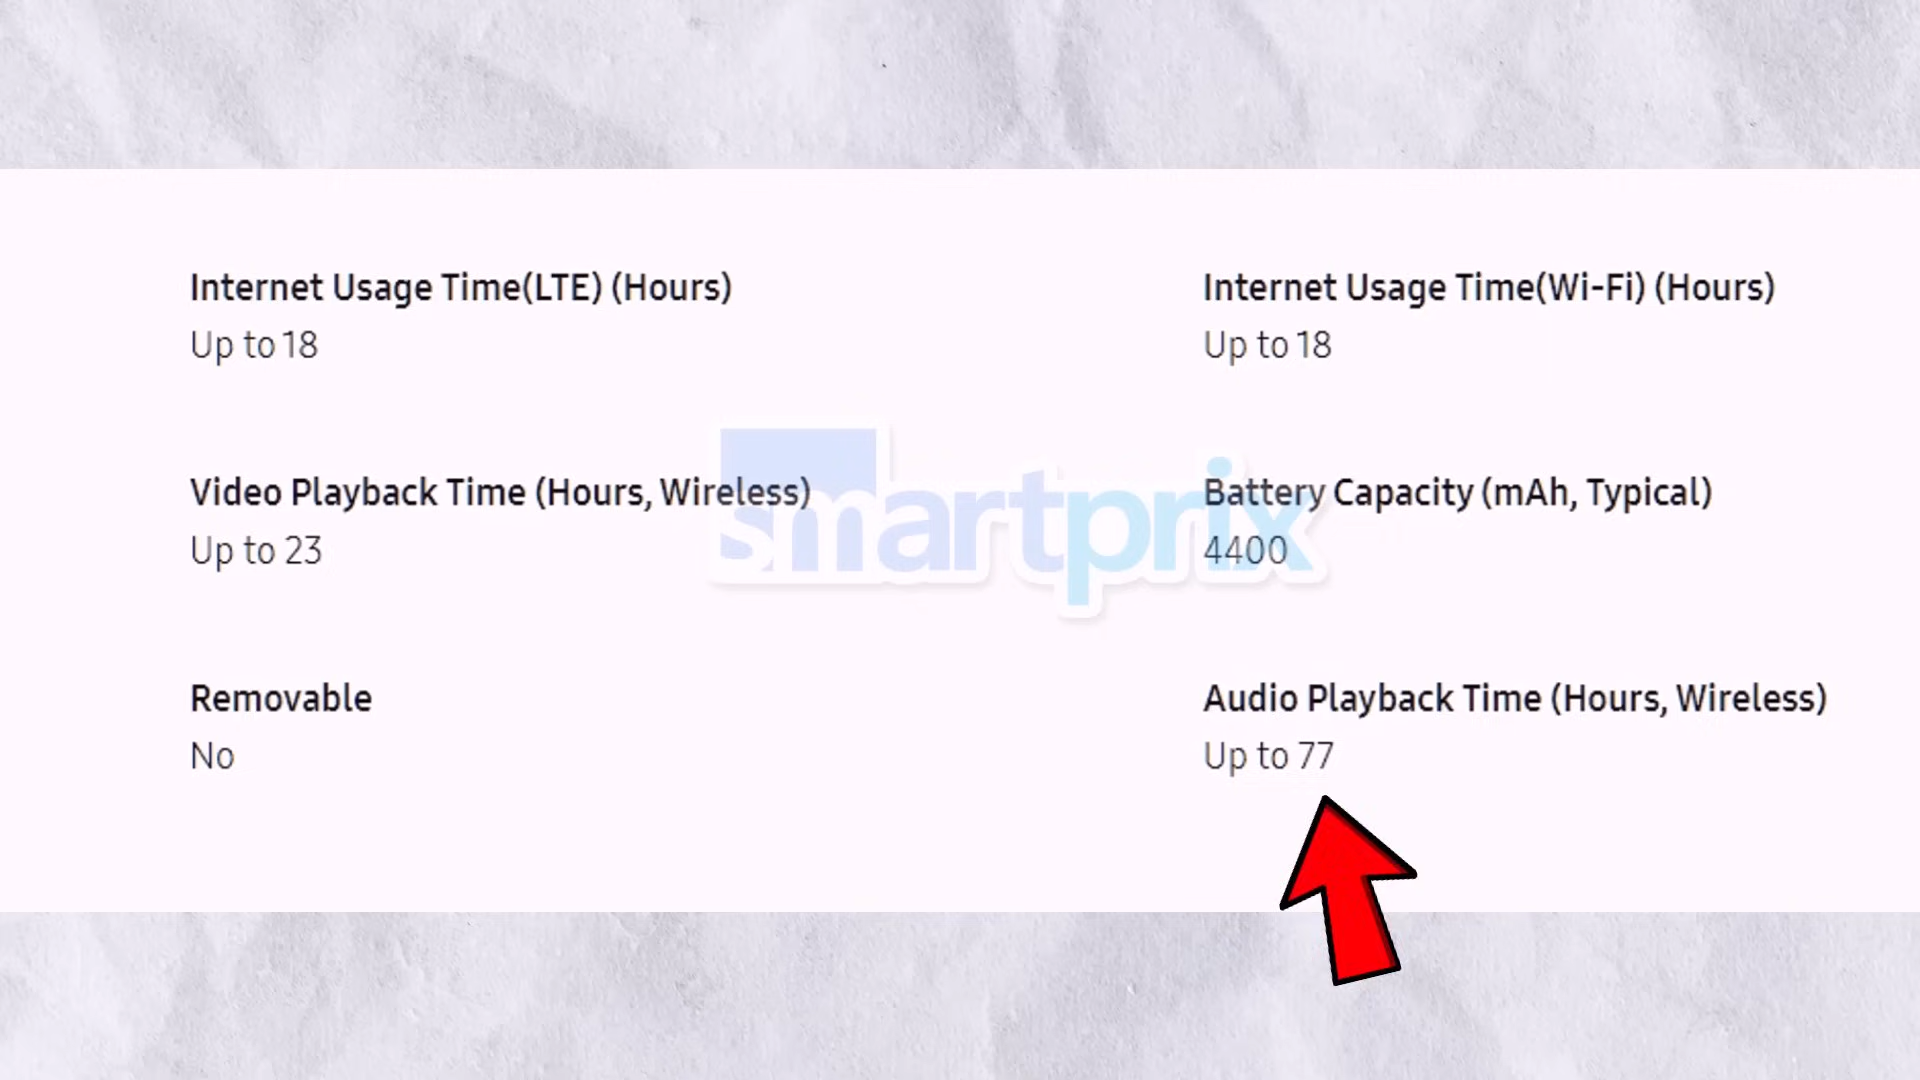 Internet Usage Time(LTE) (Hours)
Up to 18
Internet Usage Time(Wi-Fi) (Hours)
Up to 18
Video Playback Time (Hours, Wireless)
Up to 23
Battery Capacity (mAh, Typical)
4400
smartprix
Removable
No
Audio Playback Time (Hours, Wireless)
Up to 77